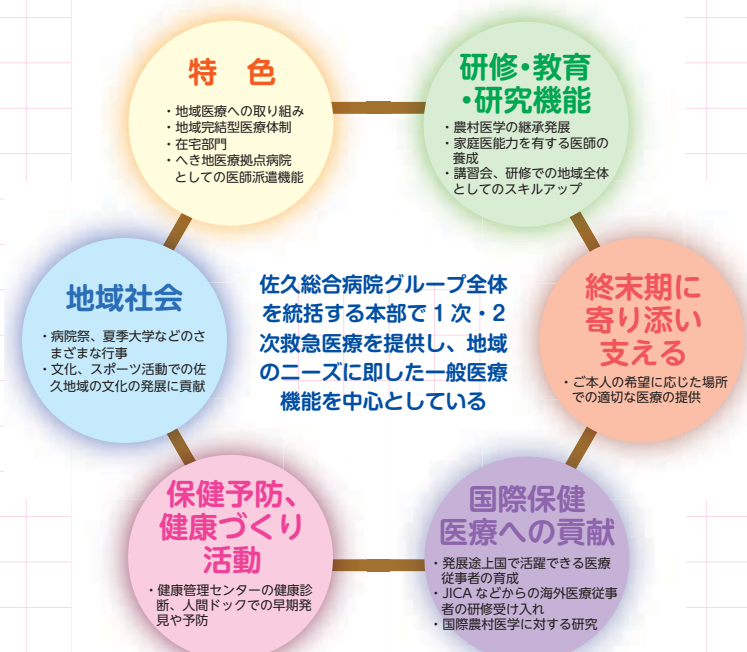 特　色
・地域医療への取り組み
・地域完結型医療体制
・在宅部門
・へき地医療拠点病院
としての医師派遣機能
研修・教育
・研究機能
・農村医学の継承発展
・家庭医能力を有する医師の
養成
・講習会、研修での地域全体
としてのスキルアップ
地域社会
・病院祭、夏季大学などのさ
まざまな行事
・文化、スポーツ活動での佐
久地域の文化の発展に貢献
佐久総合病院グループ全体
を統括する本部で 1 次・2
次救急医療を提供し、地域
のニーズに即した一般医療
機能を中心としている
終末期に
寄り添い
支える
・ご本人の希望に応じた場所
での適切な医療の提供
保健予防、
健康づくり
活動
・健康管理センターの健康診
断、人間ドックでの早期発
見や予防
国際保健
医療への貢献
・発展途上国で活躍できる医療
従事者の育成
・JICA などからの海外医療従事
者の研修受け入れ
・国際農村医学に対する研究